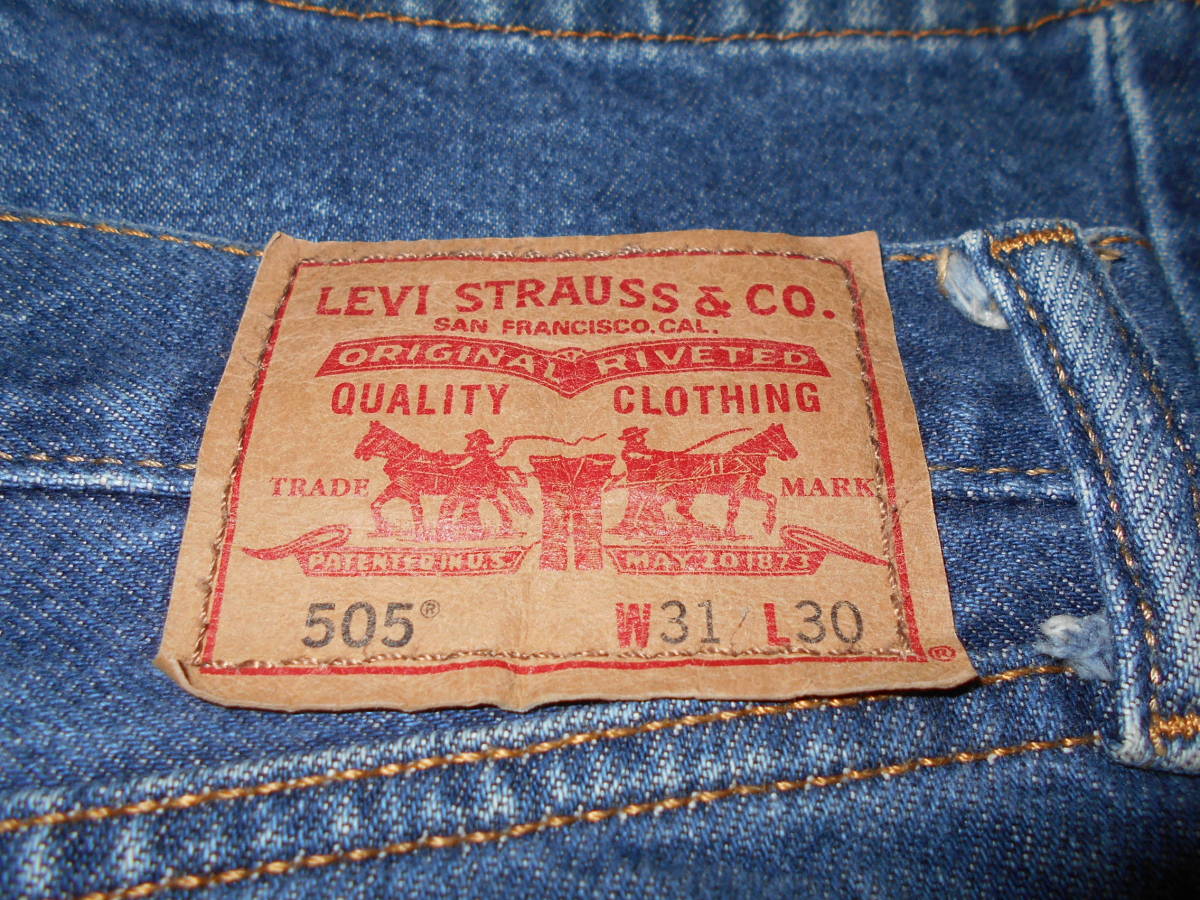 LEVI STRAUSS & CO.
SAN FRANCISCO, CAL.
ORIGINAL RIVETED
QUALITY CLOTHING
TRADE MARK
PATENTED IN U.S. MAY 20 1873
505® W31/L30
®